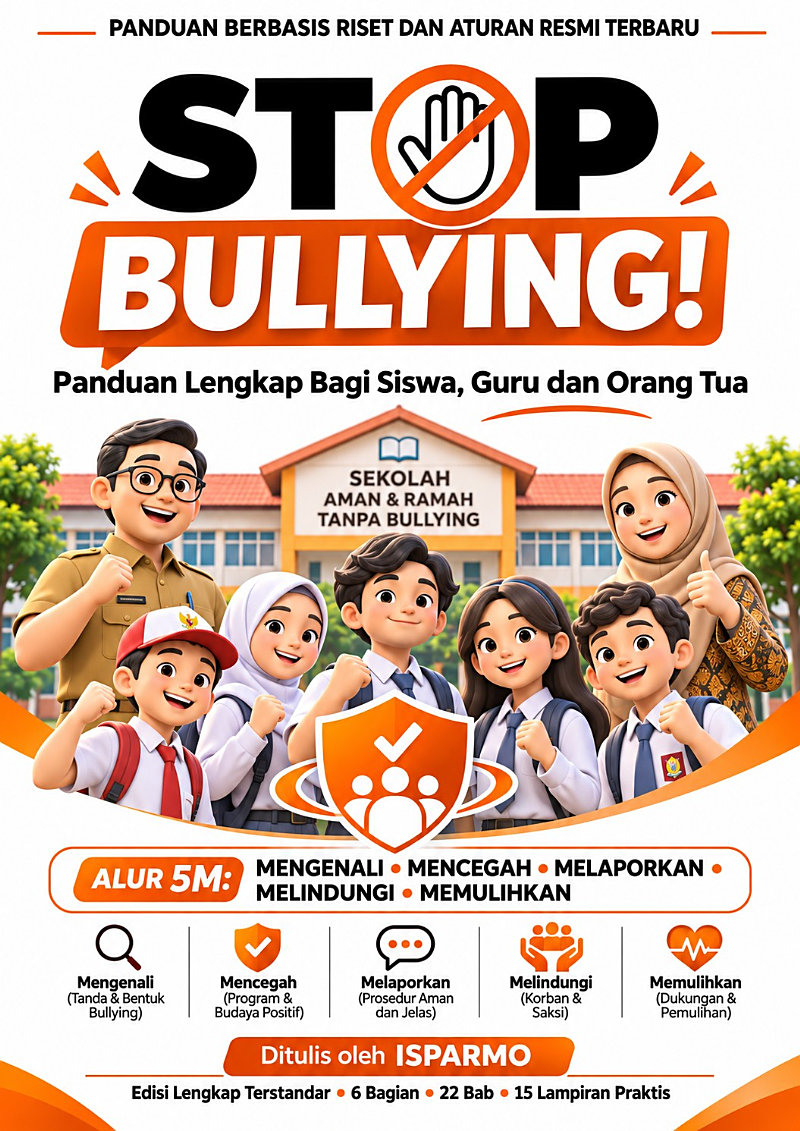 PANDUAN BERBASIS RISET DAN ATURAN RESMI TERBARU
STOP
BULLYING!
Panduan Lengkap Bagi Siswa, Guru dan Orang Tua
SEKOLAH
AMAN & RAMAH
TANPA BULLYING
ALUR 5M:
MENGENALI • MENCEGAH • MELAPORKAN •
MELINDUNGI • MEMULIHKAN
Mengenali
(Tanda & Bentuk
Bullying)
Mencegah
(Program &
Budaya Positif)
Melaporkan
(Prosedur Aman
dan Jelas)
Melindungi
(Korban &
Saksi)
Memulihkan
(Dukungan &
Pemulihan)
Ditulis oleh ISPARMO
Edisi Lengkap Terstandar • 6 Bagian • 22 Bab • 15 Lampiran Praktis